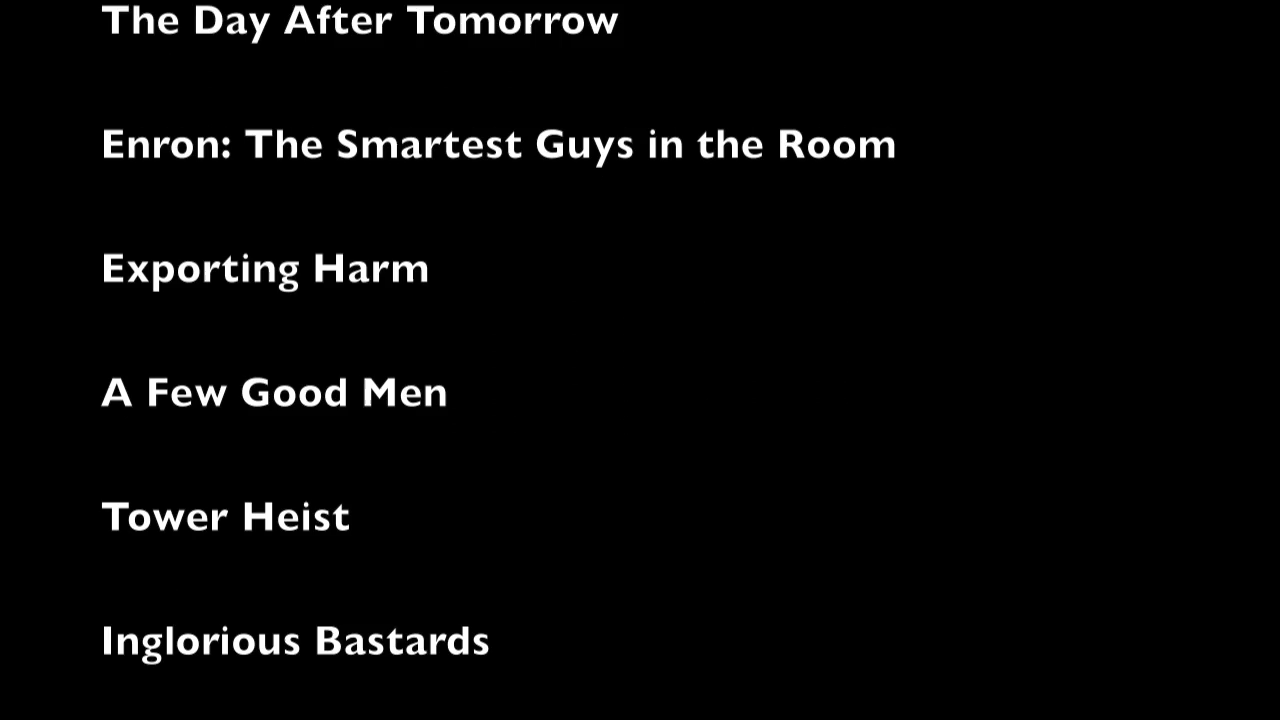 The Day After Tomorrow
Enron: The Smartest Guys in the Room
Exporting Harm
A Few Good Men
Tower Heist
Inglorious Bastards